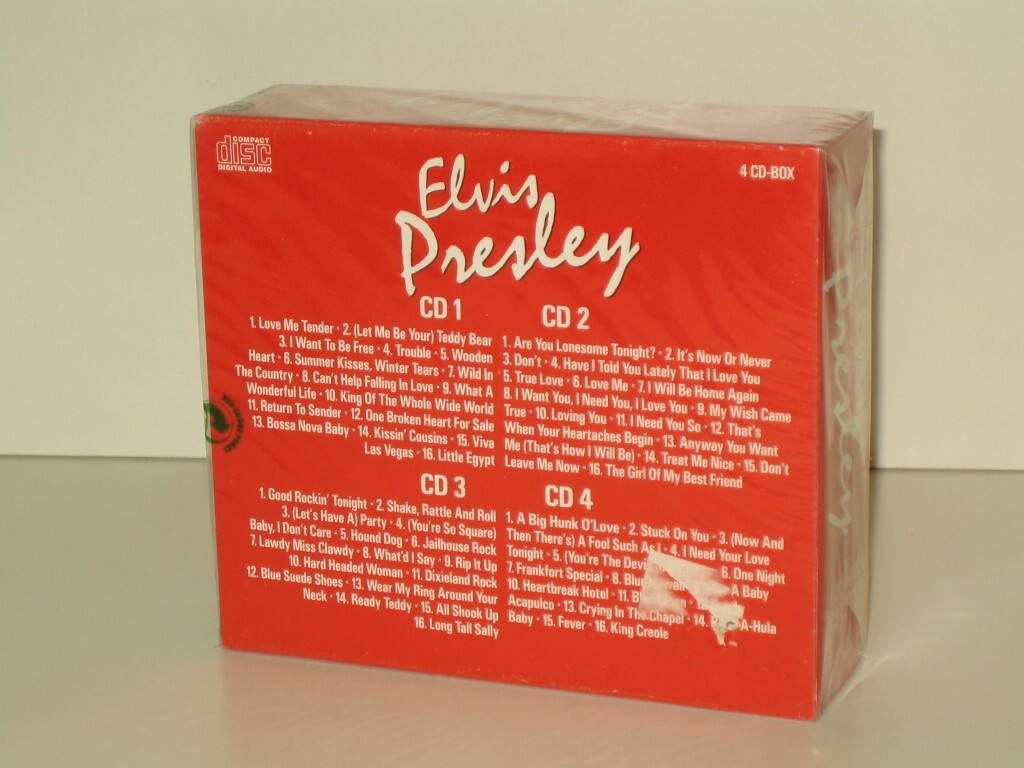 COMPACT
disc
DIGITAL AUDIO
4 CD-BOX
Elvis
Presley
CD 1
1. Love Me Tender · 2. (Let Me Be Your) Teddy Bear
3. I Want To Be Free · 4. Trouble · 5. Wooden
Heart · 6. Summer Kisses, Winter Tears · 7. Wild In
The Country · 8. Can't Help Falling In Love · 9. What A
Wonderful Life · 10. King Of The Whole Wide World
11. Return To Sender · 12. One Broken Heart For Sale
13. Bossa Nova Baby · 14. Kissin' Cousins · 15. Viva
Las Vegas · 16. Little Egypt
CD 2
1. Are You Lonesome Tonight? · 2. It's Now Or Never
3. Don't · 4. Have I Told You Lately That I Love You
5. True Love · 6. Love Me · 7. I Will Be Home Again
8. I Want You, I Need You, I Love You · 9. My Wish Came
True · 10. Loving You · 11. I Need You So · 12. That's
When Your Heartaches Begin · 13. Anyway You Want
Me (That's How I Will Be) · 14. Treat Me Nice · 15. Don't
Leave Me Now · 16. The Girl Of My Best Friend
CD 3
1. Good Rockin' Tonight · 2. Shake, Rattle And Roll
3. (Let's Have A) Party · 4. (You're So Square)
Baby, I Don't Care · 5. Hound Dog · 6. Jailhouse Rock
7. Lawdy Miss Clawdy · 8. What'd I Say · 9. Rip It Up
10. Hard Headed Woman · 11. Dixieland Rock
12. Blue Suede Shoes · 13. Wear My Ring Around Your
Neck · 14. Ready Teddy · 15. All Shook Up
16. Long Tall Sally
CD 4
1. A Big Hunk O'Love · 2. Stuck On You · 3. (Now And
Then There's) A Fool Such As I · 4. I Need Your Love
Tonight · 5. (You're The 6. One Night
7. Frankfort Special · 8. A Baby
10. Heartbreak Hotel · 11.
Acapulco · 13. Crying In The Chapel · 14. A-Hula
Baby · 15. Fever · 16. King Creole
Elvis
Presley